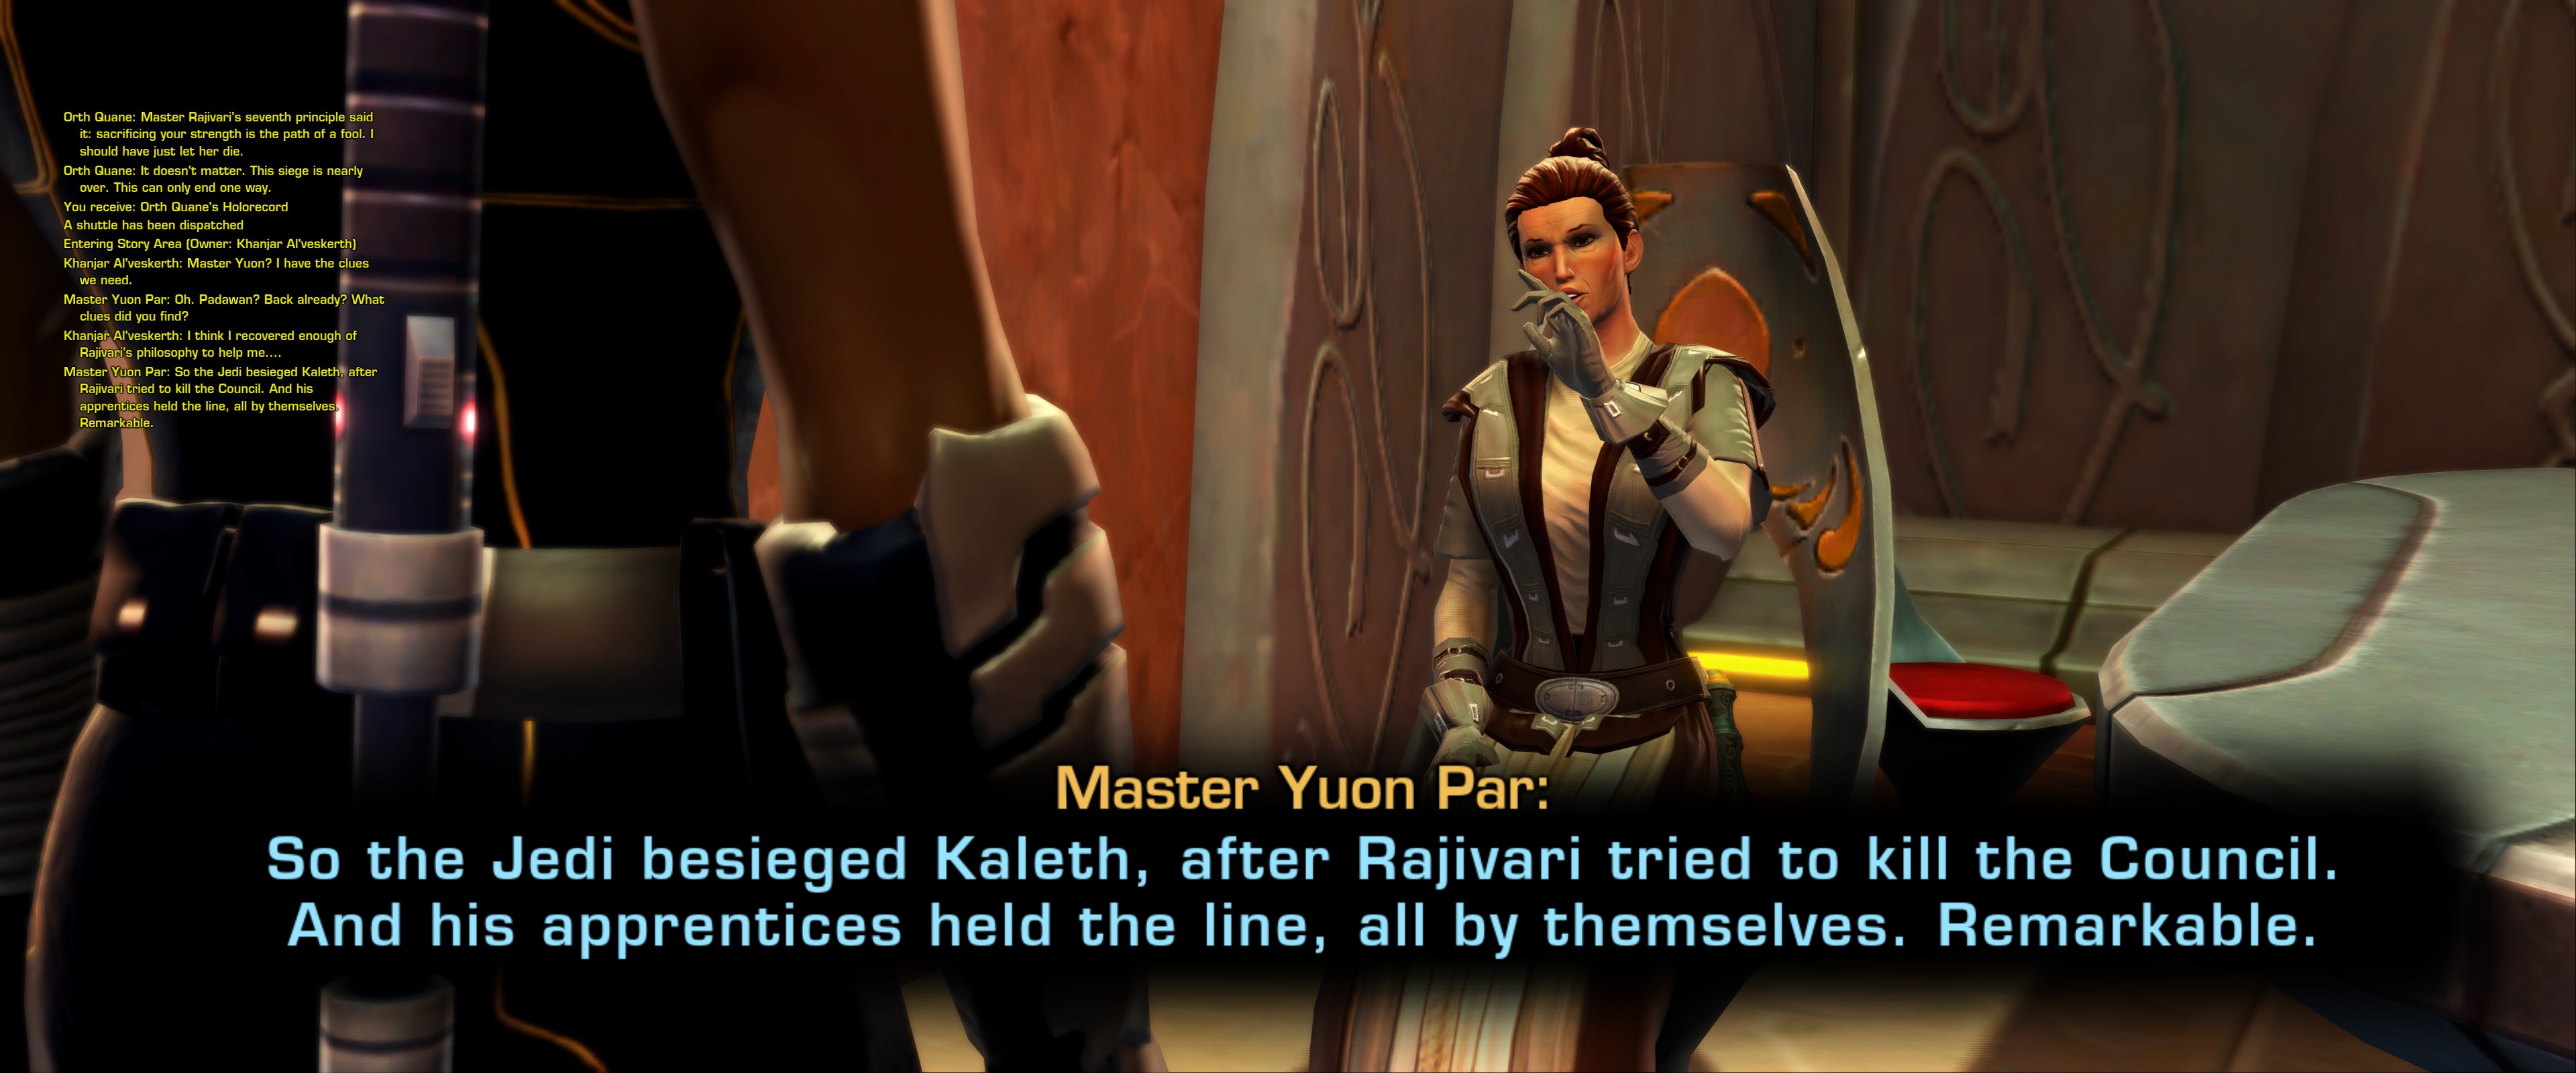 Orth Quane: Master Rajivari's seventh principle said
it: sacrificing your strength is the path of a fool. I
should have just let her die.
Orth Quane: It doesn't matter. This siege is nearly
over. This can only end one way.
You receive: Orth Quane's Holorecord
A shuttle has been dispatched
Entering Story Area (Owner: Khanjar Al'veskerth)
Khanjar Al'veskerth: Master Yuon? I have the clues
we need.
Master Yuon Par: Oh. Padawan? Back already? What
clues did you find?
Khanjar Al'veskerth: I think I recovered enough of
Rajivari's philosophy to help me....
Master Yuon Par: So the Jedi besieged Kaleth, after
Rajivari tried to kill the Council. And his
apprentices held the line, all by themselves.
Remarkable.
Master Yuon Par:
So the Jedi besieged Kaleth, after Rajivari tried to kill the Council.
And his apprentices held the line, all by themselves. Remarkable.